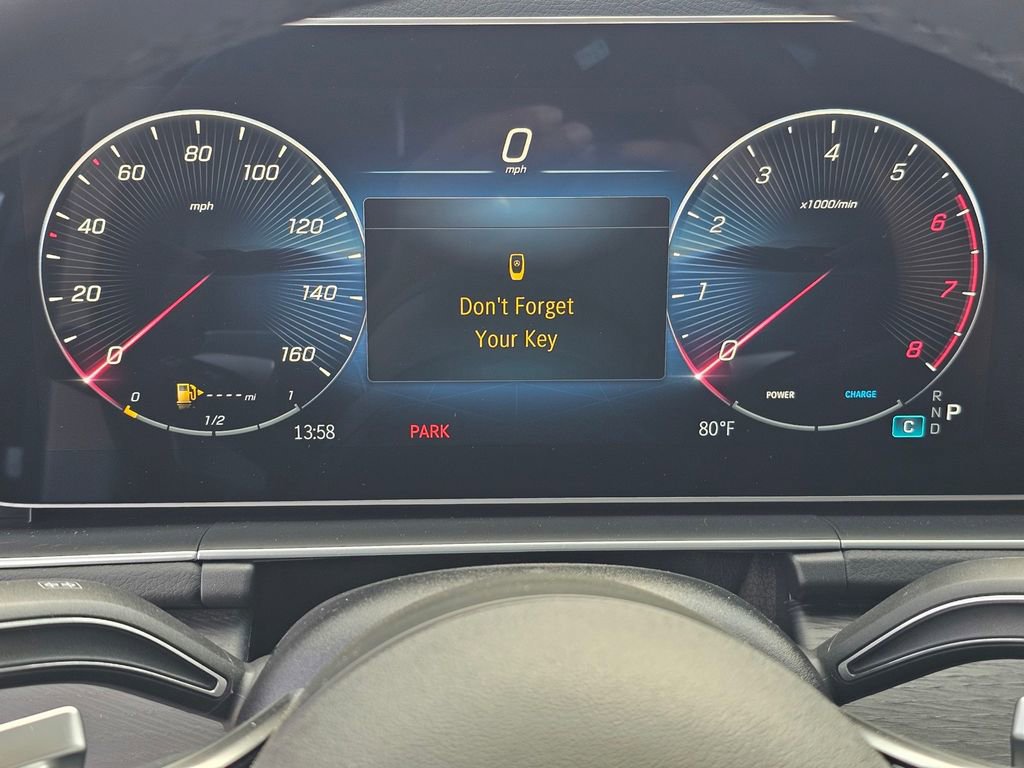 0
mph
80
60
100
mph
40
120
20
140
0
160
0
---- mi
1
1/2
13:58
Don't Forget
Your Key
PARK
4
3
5
x1000/min
2
6
1
7
0
8
POWER
CHARGE
80°F
R
N
P
C
D